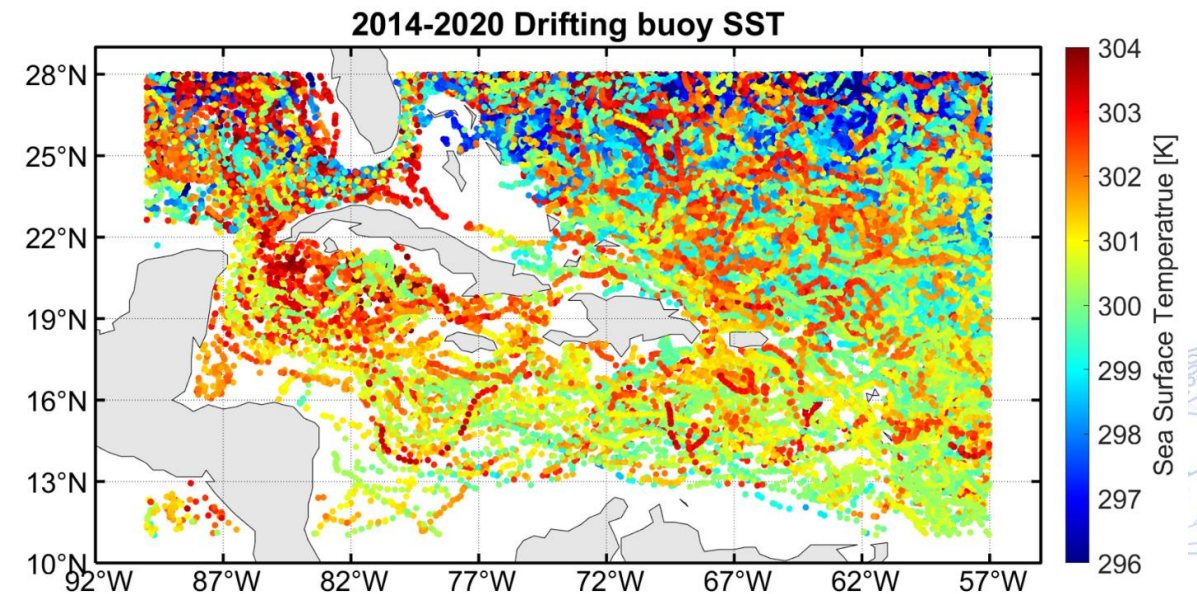 2014-2020 Drifting buoy SST
28°N
25°N
22°N
19°N
16°N
13°N
10°N
92°W
87°W
82°W
77°W
72°W
67°W
62°W
57°W
304
303
302
301
300
299
298
297
296
Sea Surface Temperatrue [K]